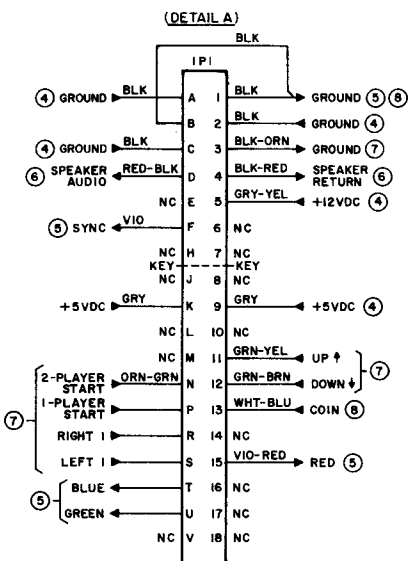 (DETAIL A)
BLK
1P1
④ GROUND BLK A 1 BLK GROUND ⑤ ⑧
B 2 BLK GROUND ④
④ GROUND BLK C 3 BLK-ORN GROUND ⑦
⑥ SPEAKER AUDIO RED-BLK D 4 BLK-RED SPEAKER RETURN ⑥
NC E 5 GRY-YEL +12VDC ④
⑤ SYNC VIO F 6 NC
NC H 7 NC
KEY KEY
NC J 8 NC
+5VDC GRY K 9 GRY +5VDC ④
NC L 10 NC
NC M 11 GRN-YEL UP ↑
⑦
2-PLAYER START ORN-GRN N 12 GRN-BRN DOWN ↓
1-PLAYER START P 13 WHT-BLU COIN ⑧
⑦
RIGHT 1 R 14 NC
LEFT 1 S 15 VIO-RED RED ⑤
⑤ BLUE T 16 NC
GREEN U 17 NC
NC V 18 NC